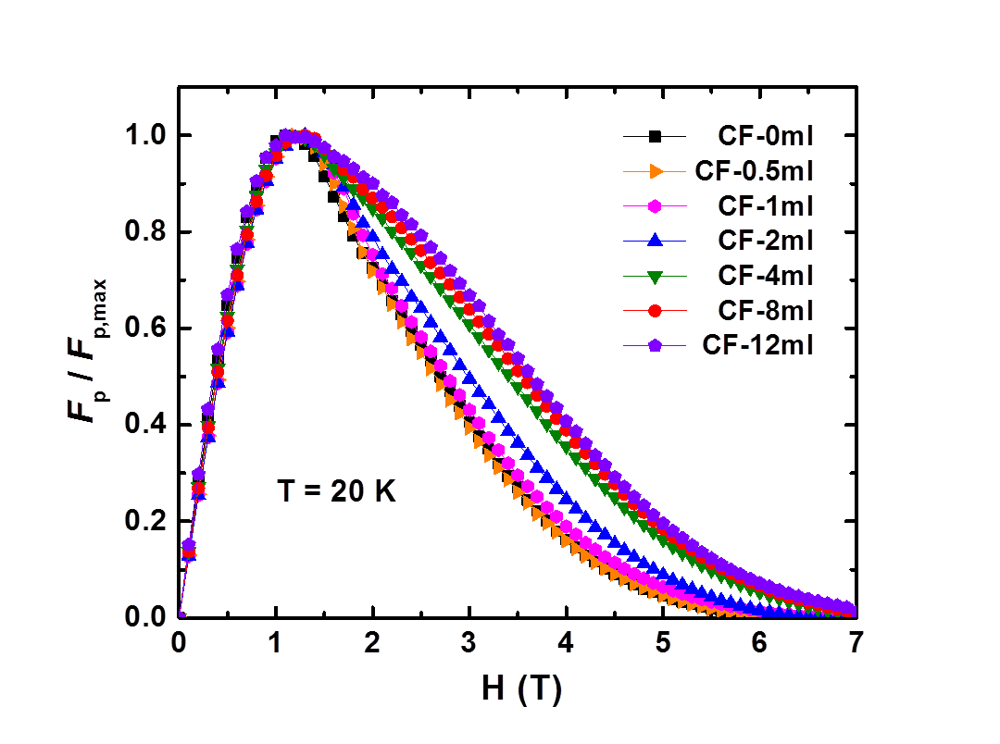 1.0
0.8
0.6
0.4
0.2
0.0
Fp / Fp,max
CF-0ml
CF-0.5ml
CF-1ml
CF-2ml
CF-4ml
CF-8ml
CF-12ml
T = 20 K
0 1 2 3 4 5 6 7
H (T)